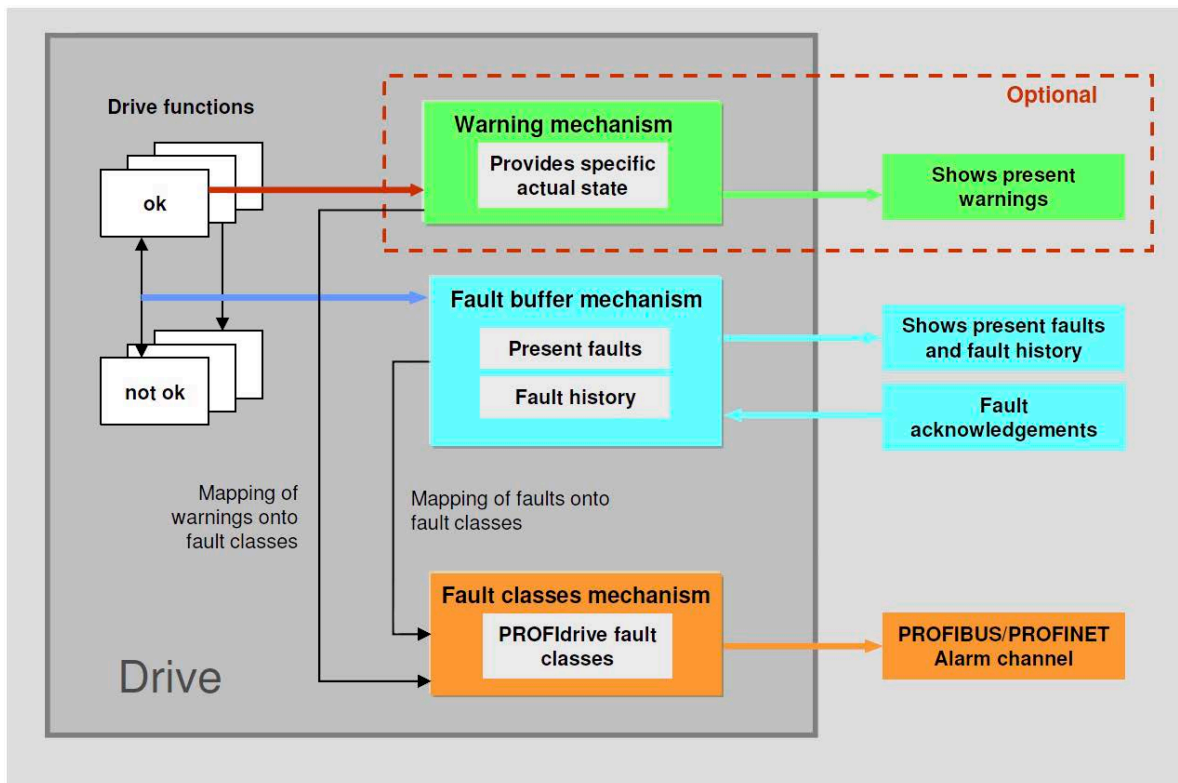 Optional
Drive functions
ok
not ok
Warning mechanism
Provides specific
actual state
Shows present
warnings
Fault buffer mechanism
Present faults
Fault history
Shows present faults
and fault history
Fault
acknowledgements
Mapping of
warnings onto
fault classes
Mapping of faults onto
fault classes
Fault classes mechanism
PROFIdrive fault
classes
PROFIBUS/PROFINET
Alarm channel
Drive